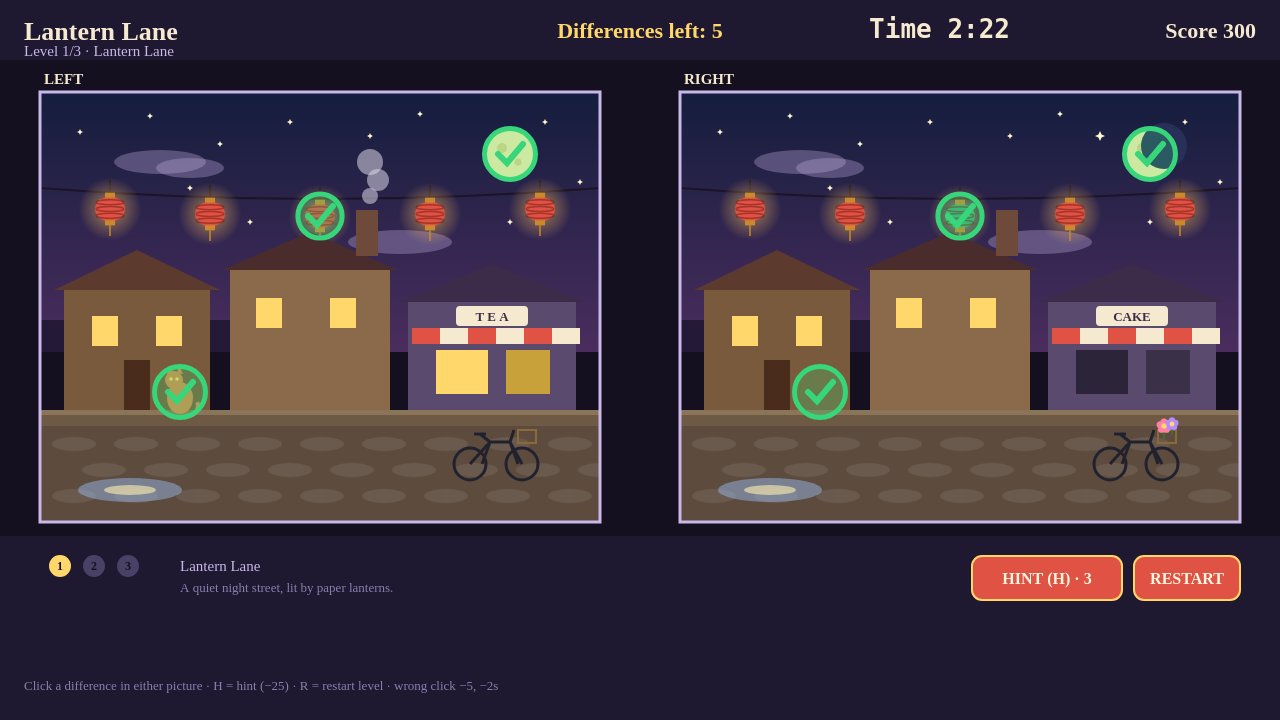 Lantern Lane
Level 1/3 · Lantern Lane
Differences left: 5
Time 2:22
Score 300
LEFT
RIGHT
TEA
CAKE
1 2 3
Lantern Lane
A quiet night street, lit by paper lanterns.
HINT (H) · 3
RESTART
Click a difference in either picture · H = hint (−25) · R = restart level · wrong click −5, −2s